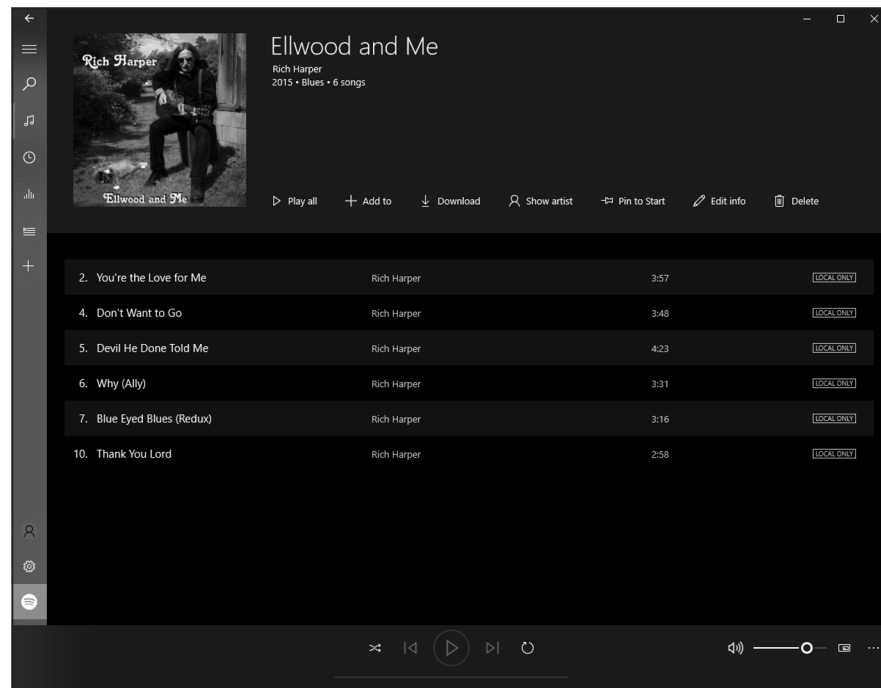 Rich Harper
Ellwood and Me
Ellwood and Me
Rich Harper
2015 • Blues • 6 songs
Play all Add to Download Show artist Pin to Start Edit info Delete
2. You're the Love for Me Rich Harper 3:57 LOCAL ONLY
4. Don't Want to Go Rich Harper 3:48 LOCAL ONLY
5. Devil He Done Told Me Rich Harper 4:23 LOCAL ONLY
6. Why (Ally) Rich Harper 3:31 LOCAL ONLY
7. Blue Eyed Blues (Redux) Rich Harper 3:16 LOCAL ONLY
10. Thank You Lord Rich Harper 2:58 LOCAL ONLY